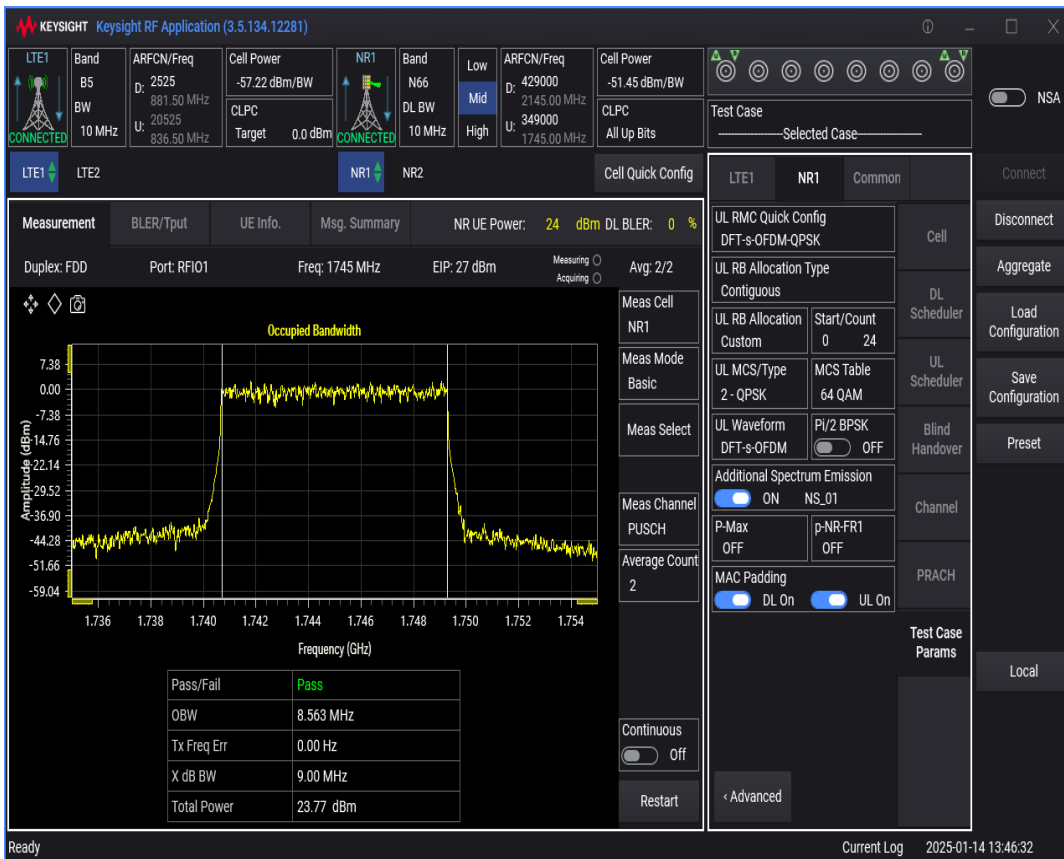 KEYSIGHT Keysight RF Application (3.5.134.12281)
LTE1 Band ARFCN/Freq Cell Power NR1 Band Low ARFCN/Freq Cell Power
B5 D: 2525 -57.22 dBm/BW N66 D: 429000 -51.45 dBm/BW
881.50 MHz 2145.00 MHz
BW CLPC DL BW Mid CLPC Test Case
U: 20525 U: 349000
CONNECTED 10 MHz 836.50 MHz Target 0.0 dBm CONNECTED 10 MHz High 1745.00 MHz All Up Bits Selected Case
NSA
LTE1 LTE2 NR1 NR2 Cell Quick Config
LTE1 NR1 Common Connect
Measurement BLER/Tput UE Info. Msg. Summary NR UE Power: 24 dBm DL BLER: 0 %
Duplex: FDD Port: RFIO1 Freq: 1745 MHz EIP: 27 dBm Measuring Acquiring Avg: 2/2
Occupied Bandwidth
Amplitude (dBm)
7.38
0.00
-7.38
-14.76
-22.14
-29.52
-36.90
-44.28
-51.66
-59.04
1.736 1.738 1.740 1.742 1.744 1.746 1.748 1.750 1.752 1.754
Frequency (GHz)
Pass/Fail Pass
OBW 8.563 MHz
Tx Freq Err 0.00 Hz
X dB BW 9.00 MHz
Total Power 23.77 dBm
Meas Cell
NR1
Meas Mode
Basic
Meas Select
Meas Channel
PUSCH
Average Count
2
Continuous
Off
Restart
UL RMC Quick Config
DFT-s-OFDM-QPSK
UL RB Allocation Type
Contiguous
UL RB Allocation Start/Count
Custom 0 24
UL MCS/Type MCS Table
2 - QPSK 64 QAM
UL Waveform Pi/2 BPSK
DFT-s-OFDM OFF
Additional Spectrum Emission
ON NS_01
P-Max p-NR-FR1
OFF OFF
MAC Padding
DL On UL On
‹ Advanced
Cell
DL
Scheduler
UL
Scheduler
Blind
Handover
Channel
PRACH
Test Case
Params
Disconnect
Aggregate
Load
Configuration
Save
Configuration
Preset
Local
Ready Current Log 2025-01-14 13:46:32